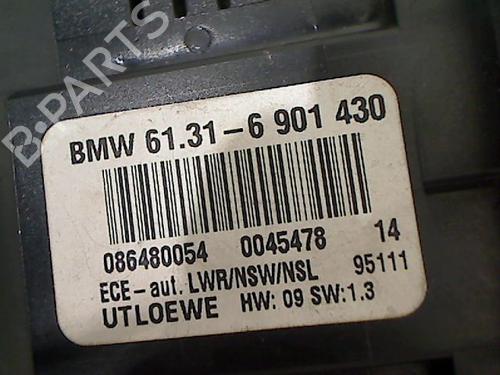 B-PARTS
BMW 61.31-6 901 430
086480054 0045478 14
ECE-aut. LWR/NSW/NSL 95111
UTLOEWE HW: 09 SW:1.3